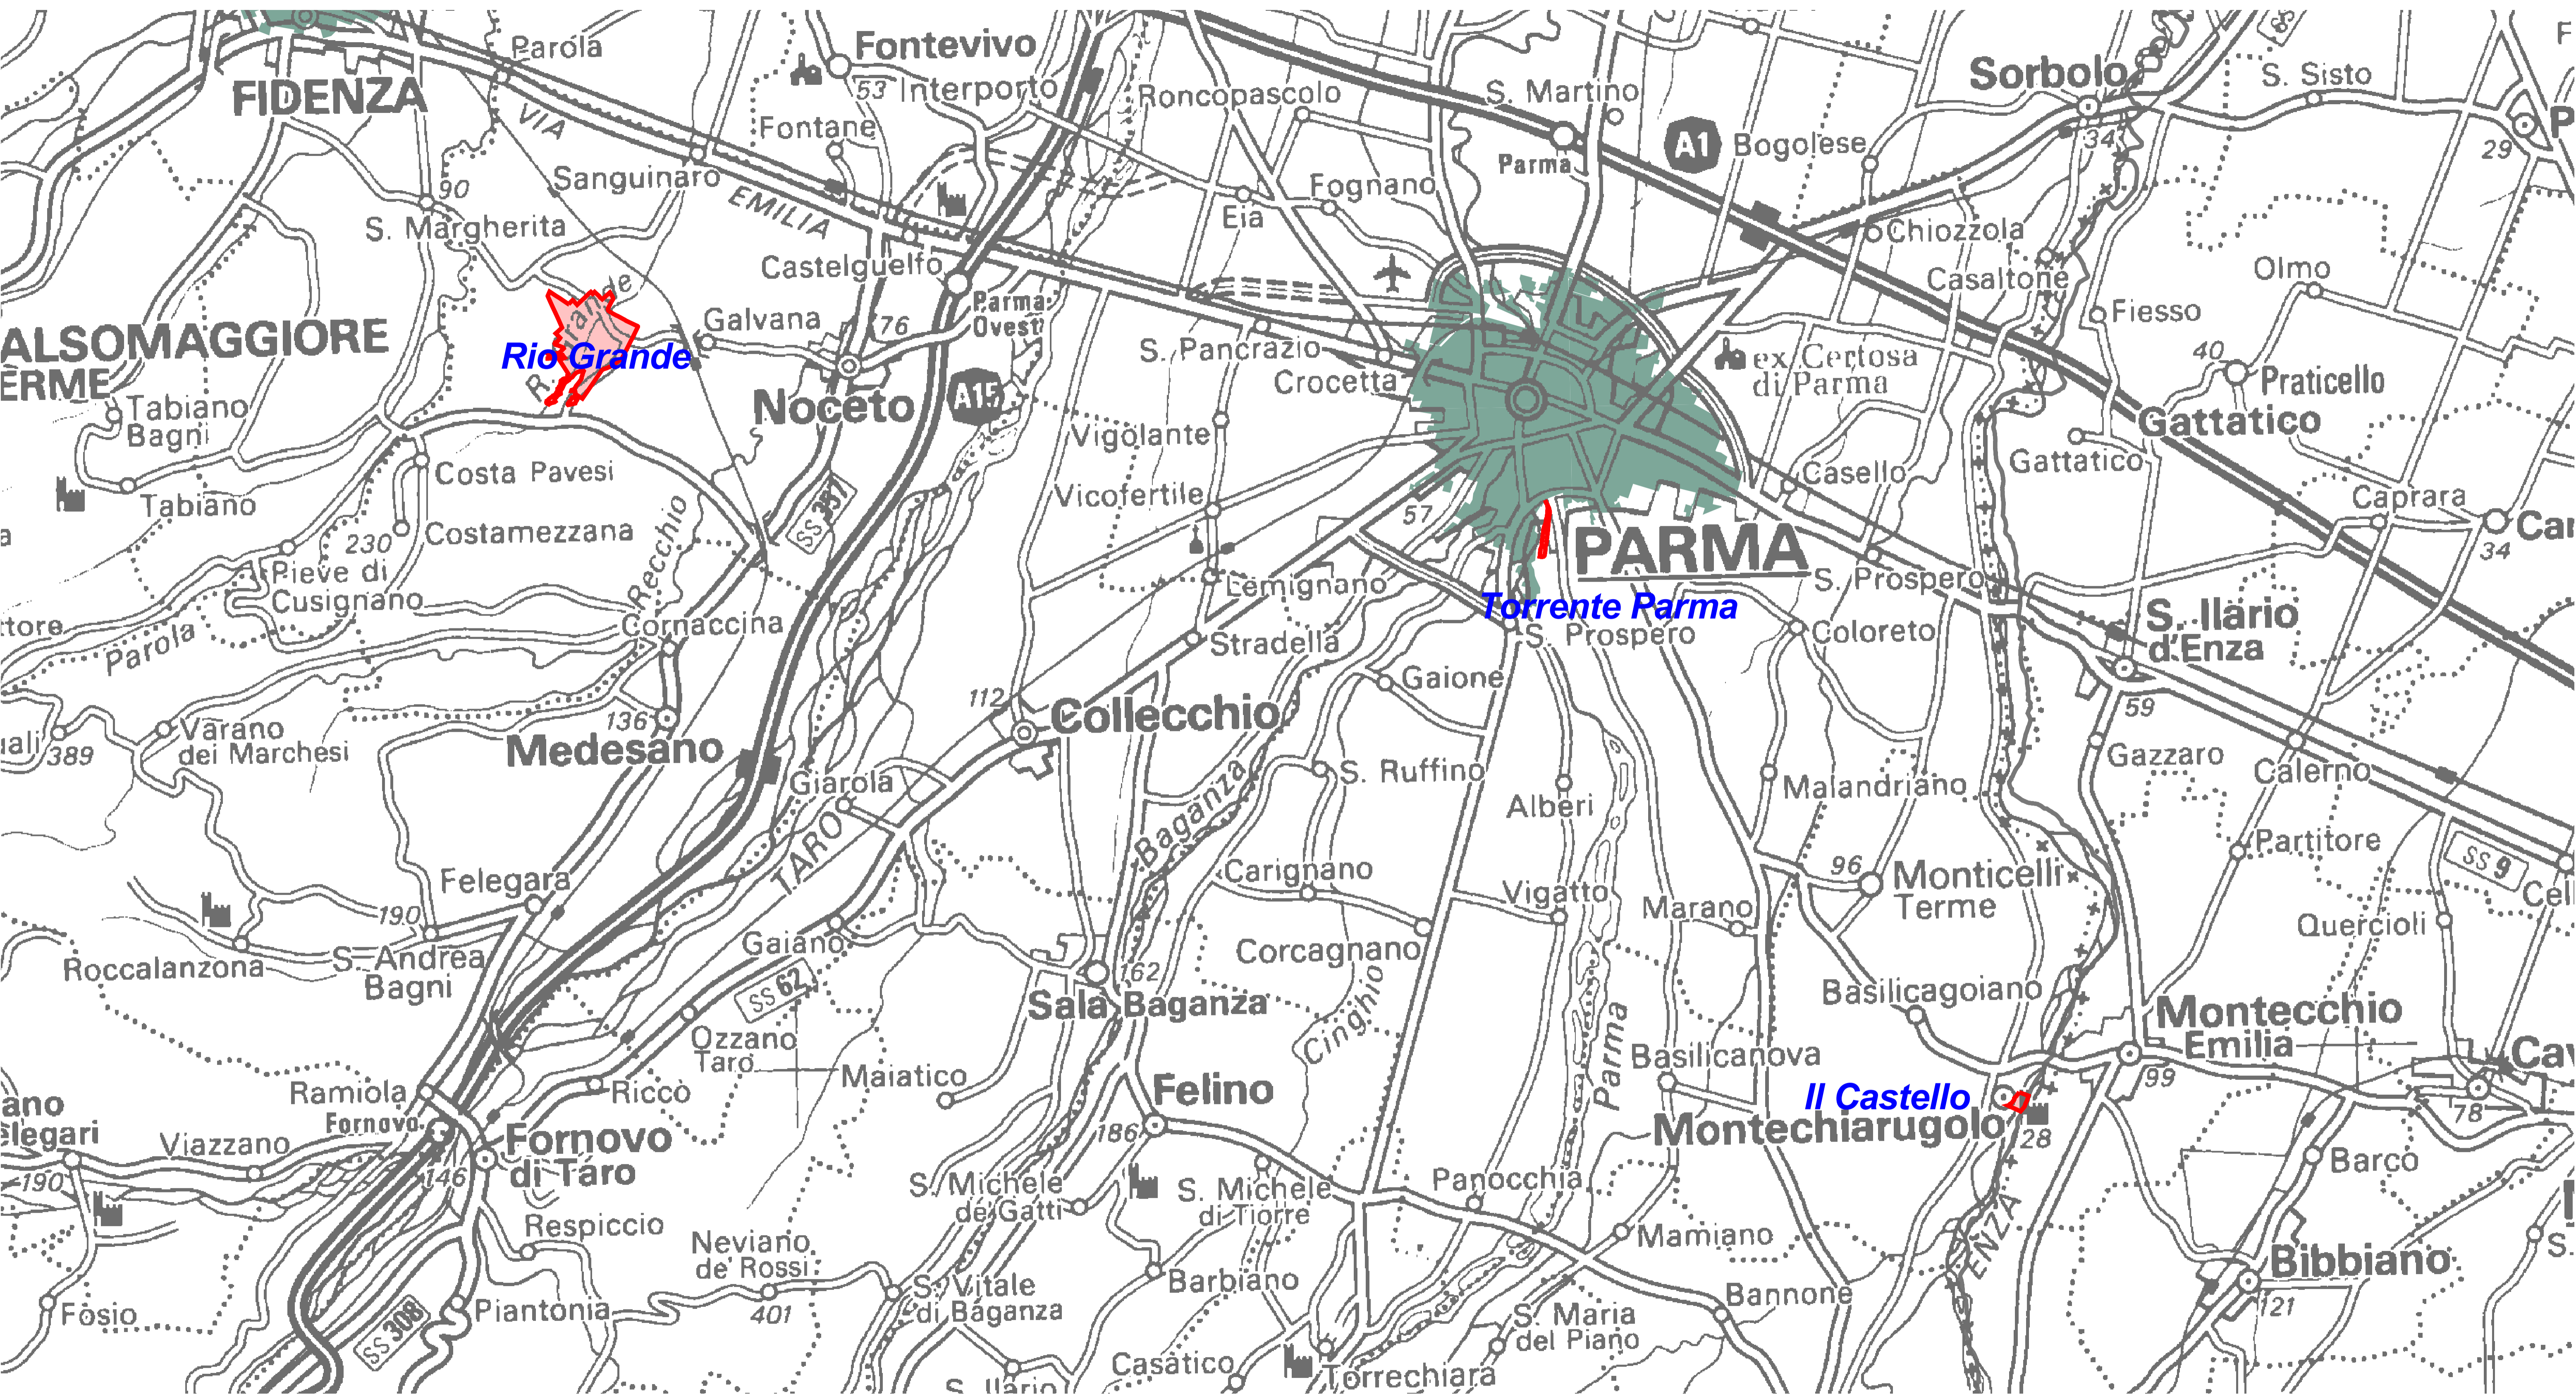 Parola
FIDENZA
VIA
EMILIA
Fontevivo
53
Interporto
Fontane
Sanguinaro
Roncopascolo
S. Martino
Parma
A1
Bogolese
Sorbolo
34
S. Sisto
29
90
S. Margherita
Castelguelfo
Parma
Ovest
Eia
Fognano
Chiozzola
Casaltone
Olmo
Fiesso
ALSOMAGGIORE
ERME
Rio Grande
Galvana
76
Noceto
A15
S. Pancrazio
Crocetta
ex Certosa
di Parma
40
Praticello
Gattatico
Gattatico
Tabiano
Bagni
Tabiano
Costa Pavesi
Costamezzana
230
Recchio
SS 357
Vigolante
Vicofertile
57
PARMA
Casello
Caprara
34
Pieve di
Cusignano
Parola
Cornaccina
Lemignano
Stradella
Torrente Parma
S. Prospero
S. Prospero
Coloreto
S. Ilario
d'Enza
59
Gaione
112
Collecchio
136
Medesano
Varano
dei Marchesi
389
Giarola
TARO
S. Ruffino
Baganza
Alberi
Malandriano
Gazzaro
Calerno
Partitore
SS 9
Felegara
190
Roccalanzona
S. Andrea
Bagni
Gaiano
SS 62
Carignano
Corcagnano
Vigatto
Marano
96
Monticelli
Terme
Quercioli
162
Sala Baganza
Cinghio
Parma
Basilicagoiano
Montecchio
Emilia
99
Ozzano
Taro
Maiatico
Basilicanova
Ramiola
Fornovo
Riccò
Felino
186
Il Castello
Montechiarugolo
28
78
Viazzano
190
Fornovo
di Taro
146
S. Michele
de' Gatti
S. Michele
di Tiorre
Panocchia
Barco
Respiccio
Neviano
de' Rossi
401
Mamiano
ENZA
Bibbiano
121
Fosio
SS 308
Piantonia
S. Vitale
di Baganza
Barbiano
S. Maria
del Piano
Bannone
S. Ilario
Casatico
Torrechiara